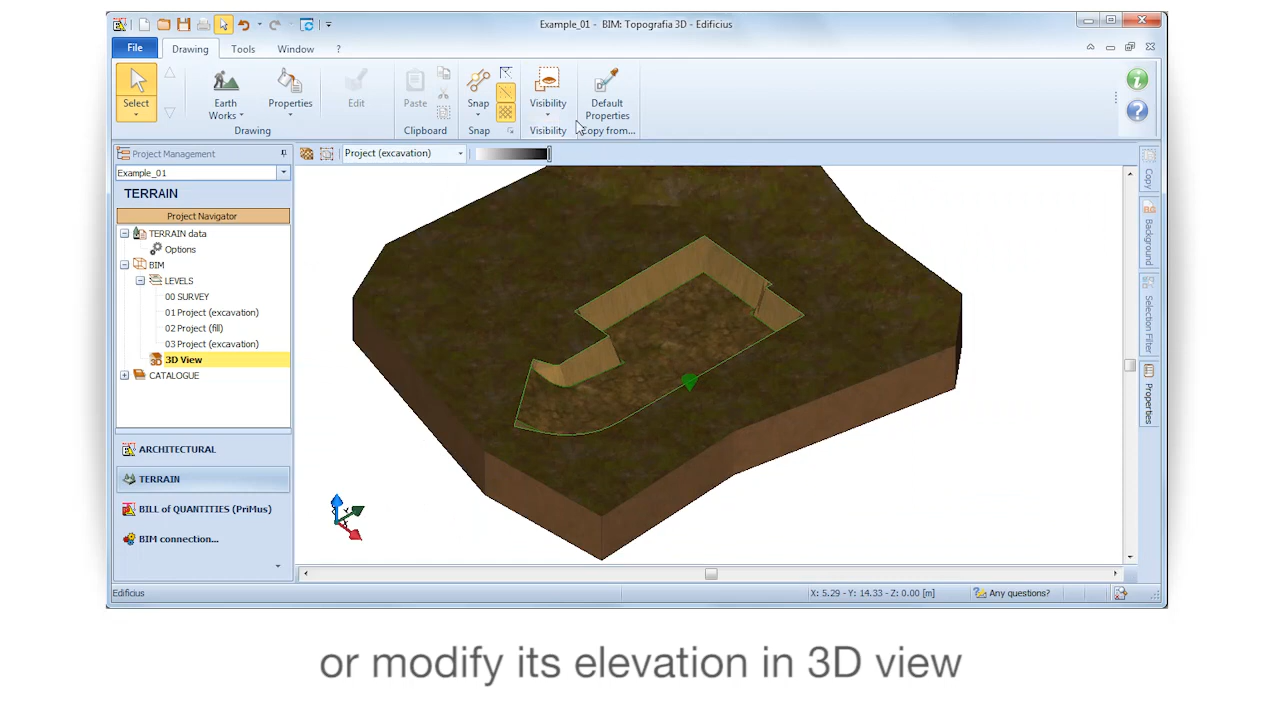 Example_01 - BIM: Topografia 3D - Edificius
File
Drawing
Tools
Window
?
Select
Earth Works
Properties
Edit
Paste
Snap
Visibility
Default Properties
Drawing
Clipboard
Snap
Visibility
Copy from...
Project Management
Project (excavation)
Example_01
TERRAIN
Project Navigator
TERRAIN data
Options
BIM
LEVELS
00 SURVEY
01 Project (excavation)
02 Project (fill)
03 Project (excavation)
3D View
CATALOGUE
ARCHITECTURAL
TERRAIN
BILL of QUANTITIES (PriMus)
BIM connection...
Copy
Background
Selection Filter
Properties
Edificius
X: 5.29 - Y: 14.33 - Z: 0.00 [m]
Any questions?
or modify its elevation in 3D view